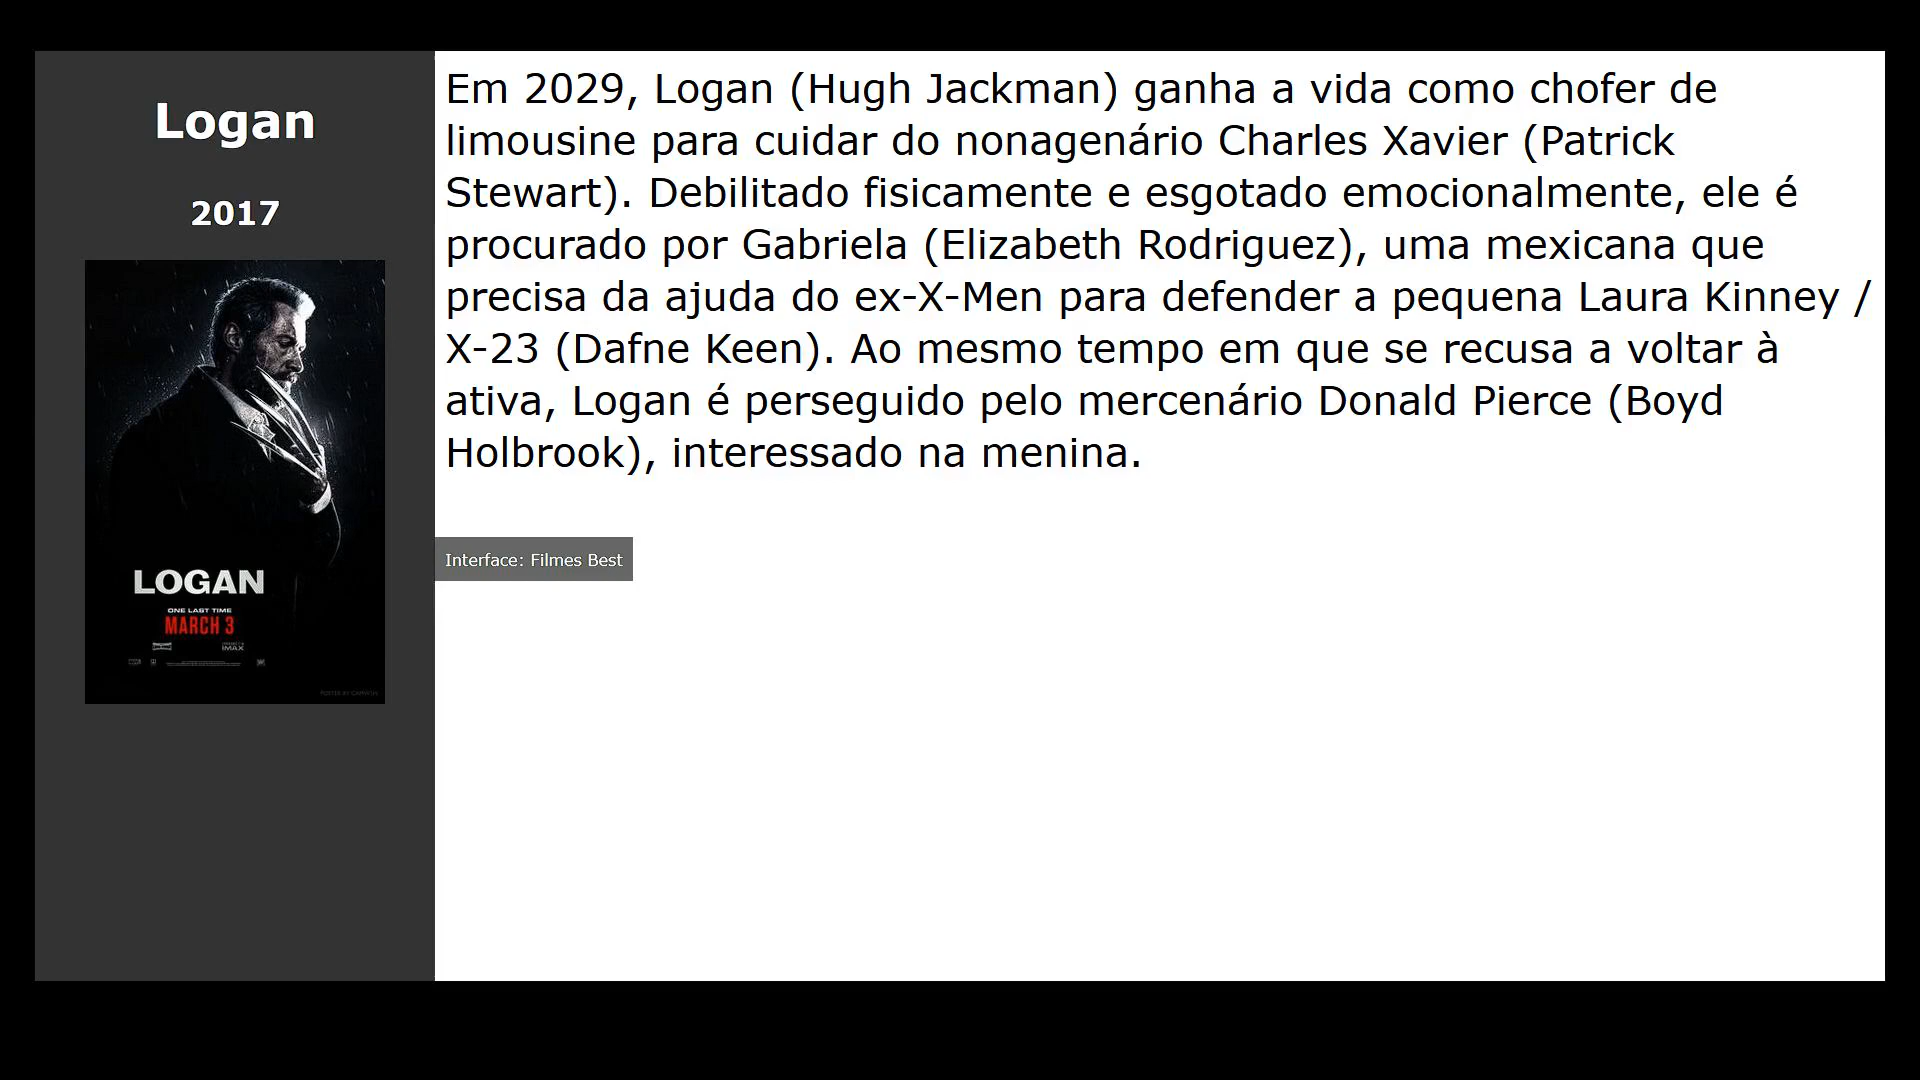 Logan
2017
LOGAN
ONE LAST TIME
MARCH 3
IMAX
Em 2029, Logan (Hugh Jackman) ganha a vida como chofer de
limousine para cuidar do nonagenário Charles Xavier (Patrick
Stewart). Debilitado fisicamente e esgotado emocionalmente, ele é
procurado por Gabriela (Elizabeth Rodriguez), uma mexicana que
precisa da ajuda do ex-X-Men para defender a pequena Laura Kinney /
X-23 (Dafne Keen). Ao mesmo tempo em que se recusa a voltar à
ativa, Logan é perseguido pelo mercenário Donald Pierce (Boyd
Holbrook), interessado na menina.
Interface: Filmes Best